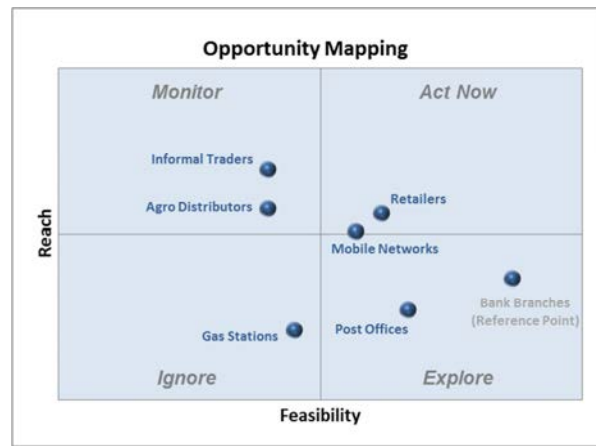 Opportunity Mapping
Monitor
Act Now
Informal Traders
Agro Distributors
Retailers
Mobile Networks
Reach
Bank Branches
(Reference Point)
Gas Stations
Post Offices
Ignore
Explore
Feasibility